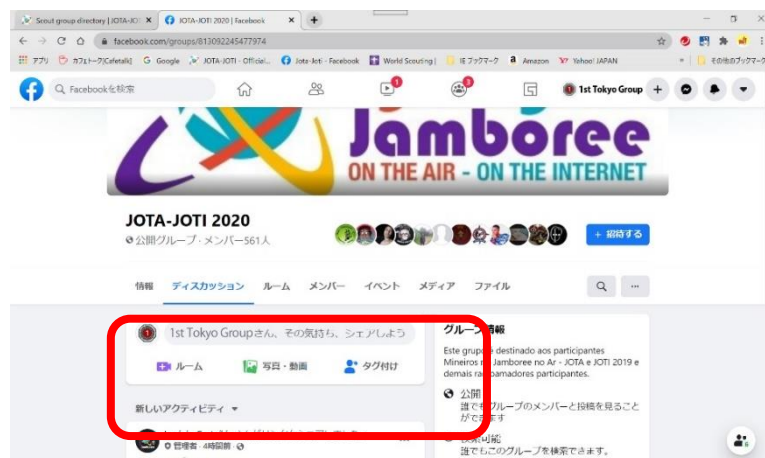 Scout group directory | JOTA-JO
JOTA-JOTI 2020 | Facebook
facebook.com/groups/813092245477974
アプリ
カフェトーク(Cafetalk)
Google
JOTA-JOTI - Official...
Jota-Joti - Facebook
World Scouting |
Amazon
Yahoo! JAPAN
その他のブックマーク
Facebookを検索
1st Tokyo Group
Jamboree
ON THE AIR - ON THE INTERNET
JOTA-JOTI 2020
公開グループ · メンバー561人
+ 招待する
情報 ディスカッション ルーム メンバー イベント メディア ファイル
1st Tokyo Groupさん、その気持ち、シェアしよう
ルーム 写真・動画 タグ付け
新しいアクティビティ
管理者 · 4時間前
グループ情報
Este grupo é destinado aos participantes
Mineiros no Jamboree no Ar - JOTA e JOTI 2019 e
demais participantes.
公開
誰でもグループのメンバーと投稿を見ること
ができます
検索可能
誰でもこのグループを検索できます。